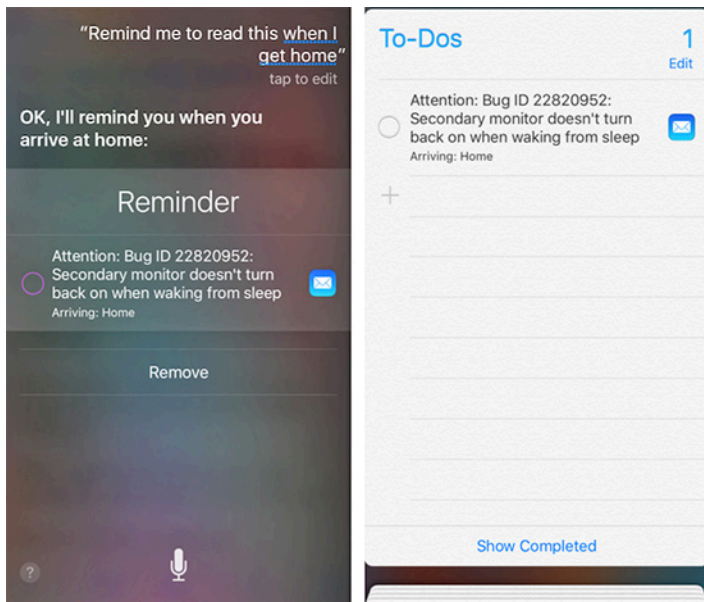 “Remind me to read this when I
get home”
tap to edit
OK, I'll remind you when you
arrive at home:
Reminder
Attention: Bug ID 22820952:
Secondary monitor doesn't turn
back on when waking from sleep
Arriving: Home
Remove
?
To-Dos
1
Edit
Attention: Bug ID 22820952:
Secondary monitor doesn't turn
back on when waking from sleep
Arriving: Home
Show Completed